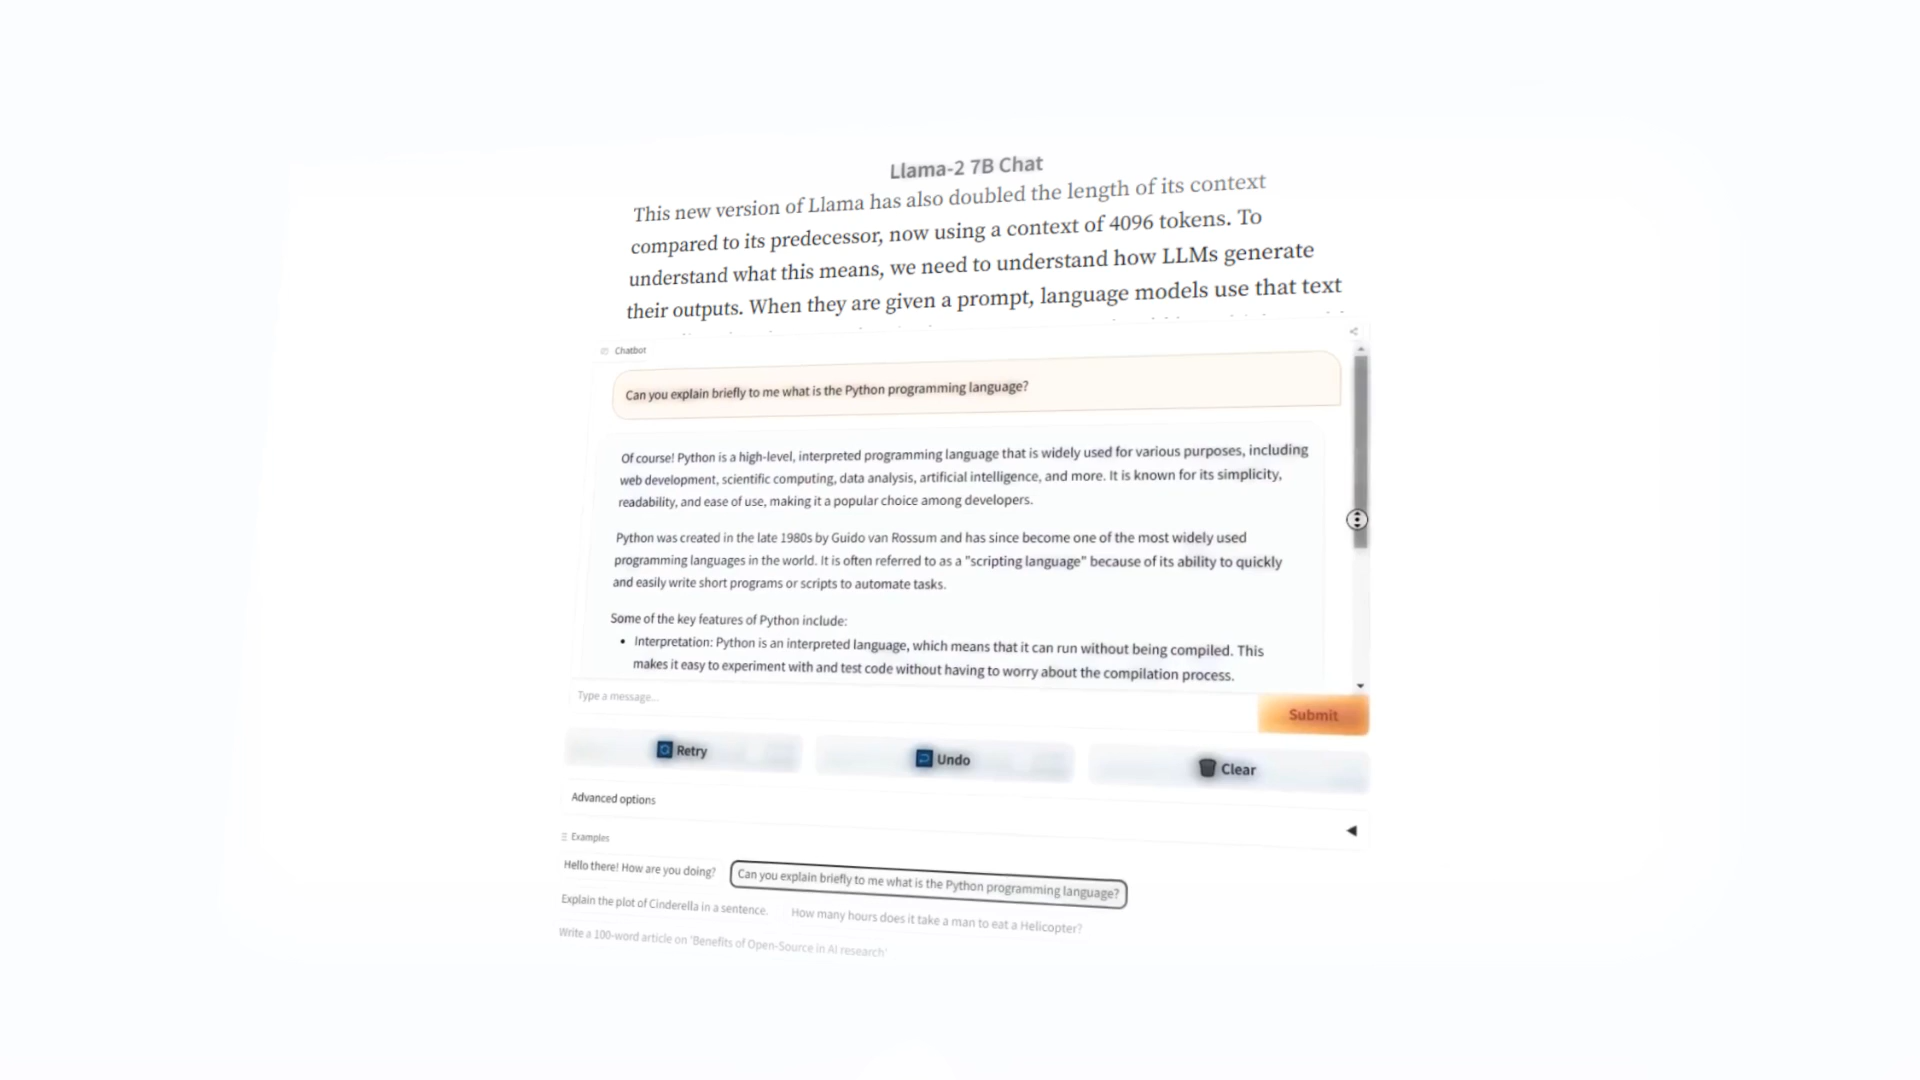 Llama-2 7B Chat
This new version of Llama has also doubled the length of its context
compared to its predecessor, now using a context of 4096 tokens. To
understand what this means, we need to understand how LLMs generate
their outputs. When they are given a prompt, language models use that text
Chatbot
Can you explain briefly to me what is the Python programming language?
Of course! Python is a high-level, interpreted programming language that is widely used for various purposes, including
web development, scientific computing, data analysis, artificial intelligence, and more. It is known for its simplicity,
readability, and ease of use, making it a popular choice among developers.
Python was created in the late 1980s by Guido van Rossum and has since become one of the most widely used
programming languages in the world. It is often referred to as a "scripting language" because of its ability to quickly
and easily write short programs or scripts to automate tasks.
Some of the key features of Python include:
• Interpretation: Python is an interpreted language, which means that it can run without being compiled. This
makes it easy to experiment with and test code without having to worry about the compilation process.
Type a message...
Submit
Retry
Undo
Clear
Advanced options
Examples
Hello there! How are you doing?
Can you explain briefly to me what is the Python programming language?
Explain the plot of Cinderella in a sentence.
How many hours does it take a man to eat a Helicopter?
Write a 100-word article on 'Benefits of Open-Source in AI research'